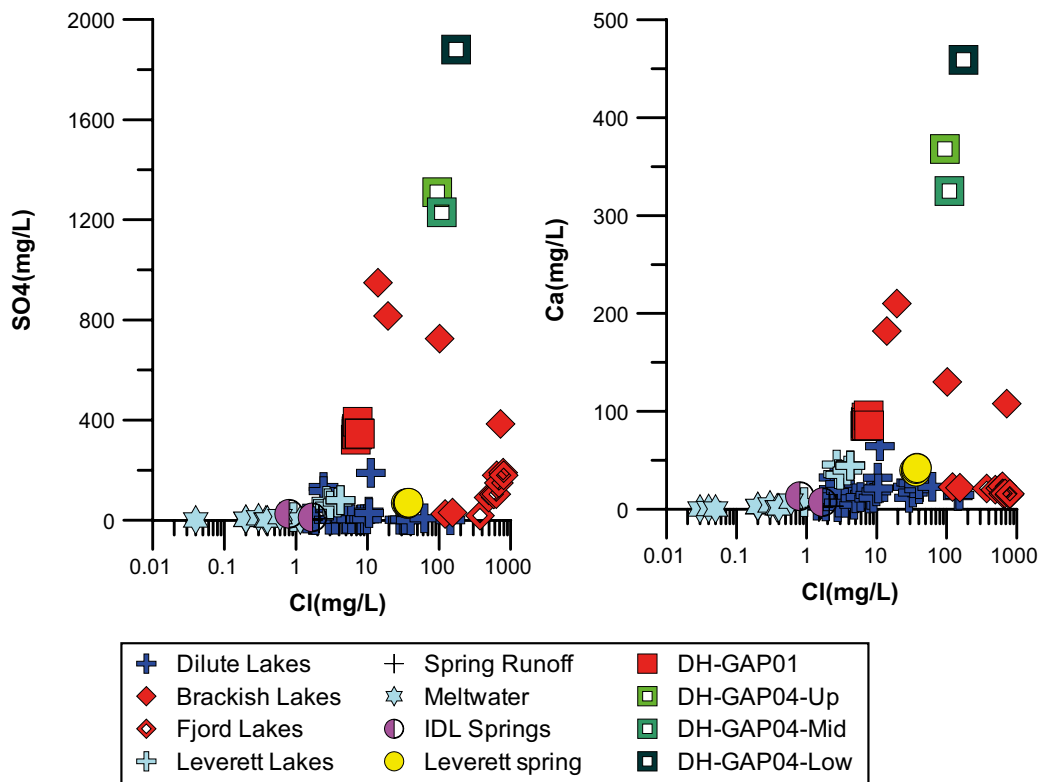 2000
1600
1200
800
400
0
SO4(mg/L)
0.01 0.1 1 10 100 1000
Cl(mg/L)
500
400
300
200
100
0
Ca(mg/L)
0.01 0.1 1 10 100 1000
Cl(mg/L)
Dilute Lakes
Brackish Lakes
Fjord Lakes
Leverett Lakes
Spring Runoff
Meltwater
IDL Springs
Leverett spring
DH-GAP01
DH-GAP04-Up
DH-GAP04-Mid
DH-GAP04-Low